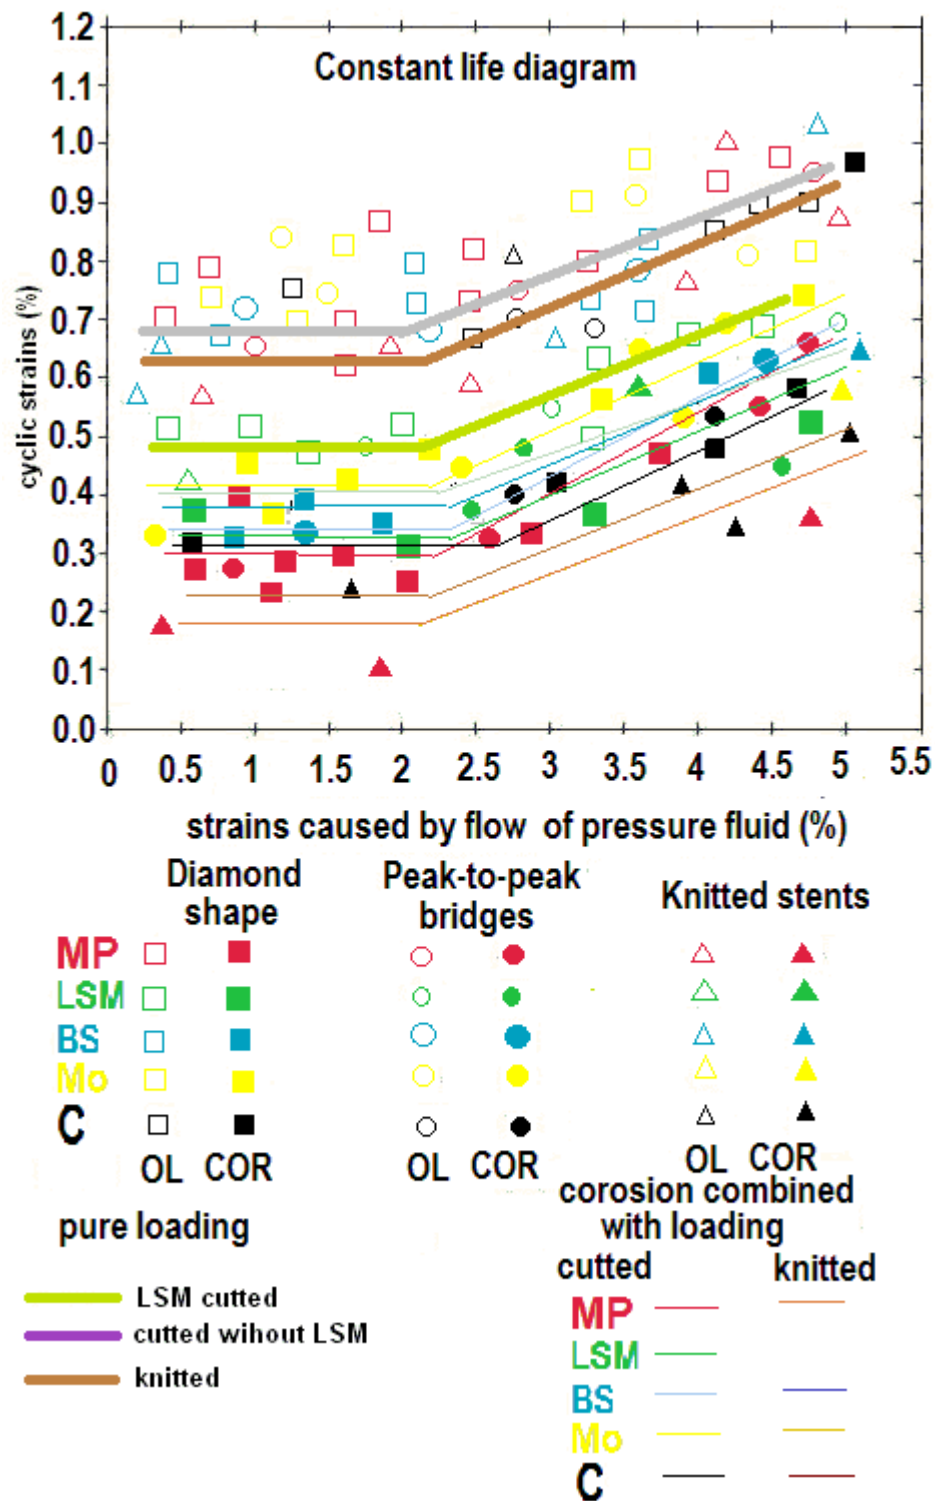 Constant life diagram
cyclic strains (%)
1.2
1.1
1.0
0.9
0.8
0.7
0.6
0.5
0.4
0.3
0.2
0.1
0.0
0 0.5 1 1.5 2 2.5 3 3.5 4 4.5 5 5.5
strains caused by flow of pressure fluid (%)
Diamond shape
Peak-to-peak bridges
Knitted stents
MP
LSM
BS
Mo
C
OL COR OL COR OL COR
pure loading
LSM cutted
cutted wihout LSM
knitted
corosion combined
with loading
cutted knitted
MP
LSM
BS
Mo
C